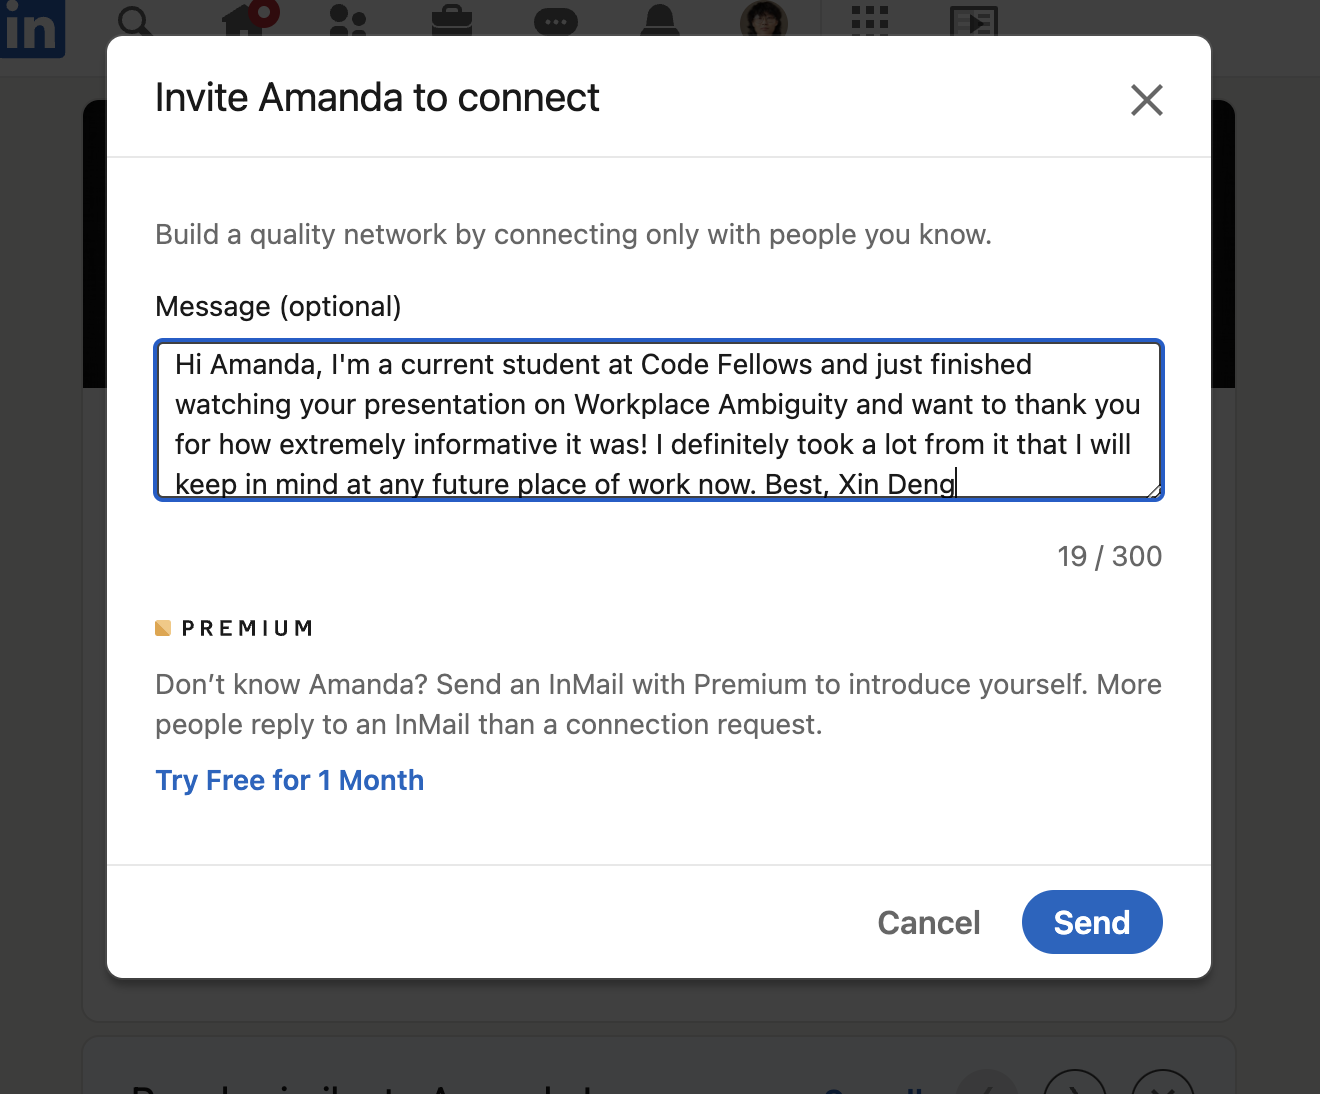 in
Invite Amanda to connect
Build a quality network by connecting only with people you know.
Message (optional)
Hi Amanda, I'm a current student at Code Fellows and just finished
watching your presentation on Workplace Ambiguity and want to thank you
for how extremely informative it was! I definitely took a lot from it that I will
keep in mind at any future place of work now. Best, Xin Deng
19 / 300
PREMIUM
Don’t know Amanda? Send an InMail with Premium to introduce yourself. More
people reply to an InMail than a connection request.
Try Free for 1 Month
Cancel
Send